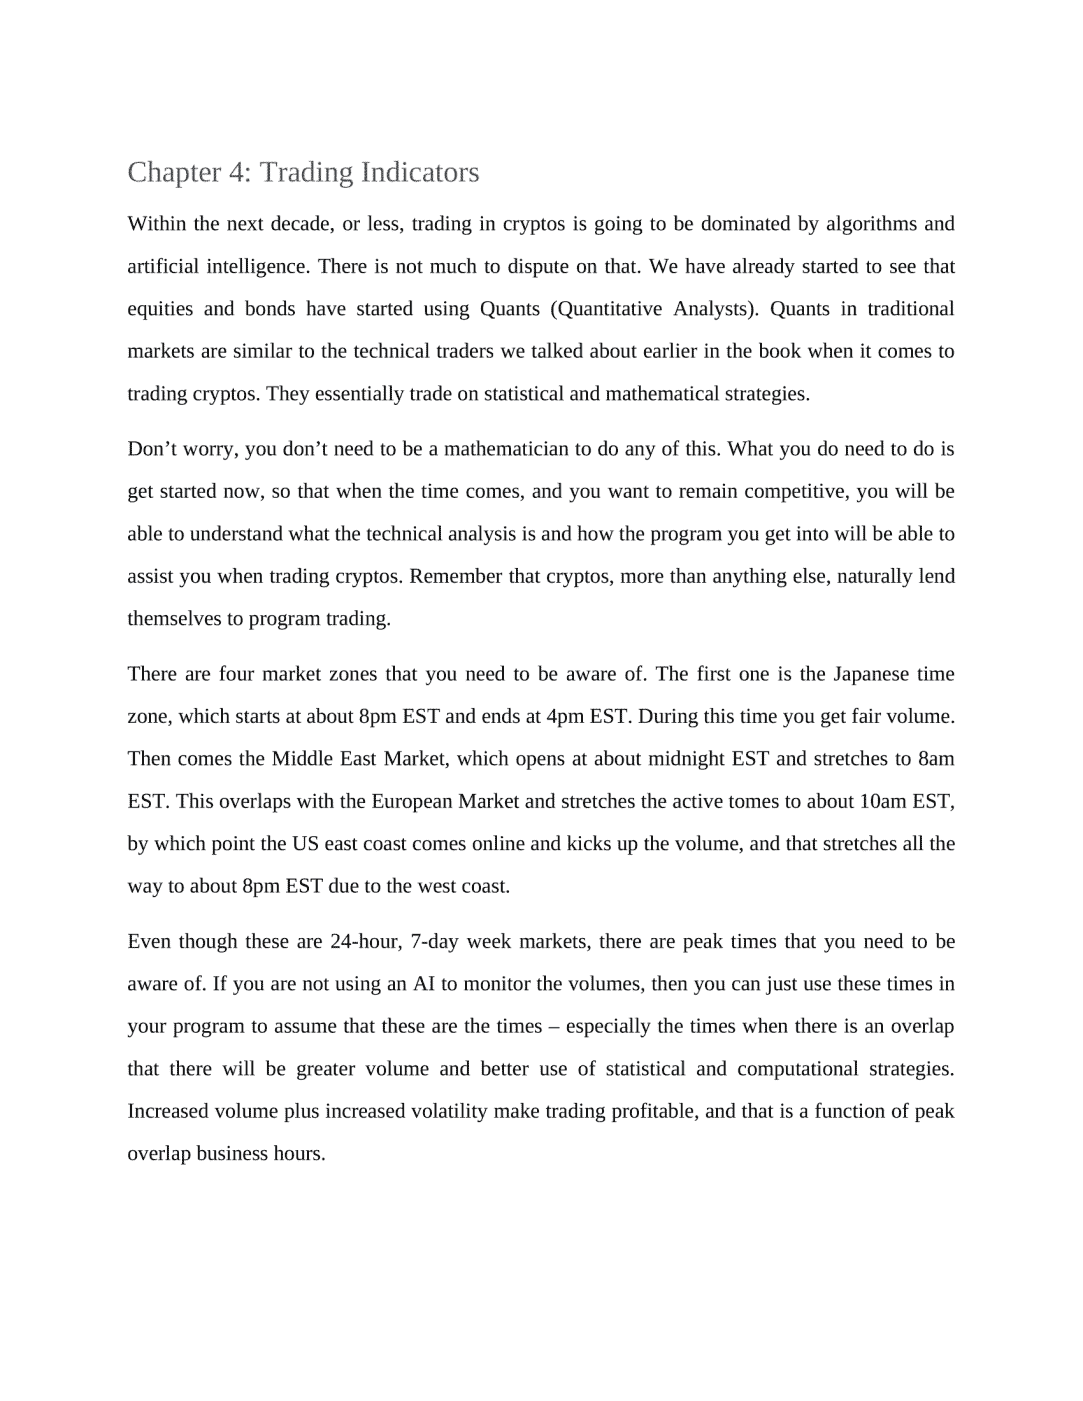 Chapter 4: Trading Indicators
Within the next decade, or less, trading in cryptos is going to be dominated by algorithms and
artificial intelligence. There is not much to dispute on that. We have already started to see that
equities and bonds have started using Quants (Quantitative Analysts). Quants in traditional
markets are similar to the technical traders we talked about earlier in the book when it comes to
trading cryptos. They essentially trade on statistical and mathematical strategies.
Don’t worry, you don’t need to be a mathematician to do any of this. What you do need to do is
get started now, so that when the time comes, and you want to remain competitive, you will be
able to understand what the technical analysis is and how the program you get into will be able to
assist you when trading cryptos. Remember that cryptos, more than anything else, naturally lend
themselves to program trading.
There are four market zones that you need to be aware of. The first one is the Japanese time
zone, which starts at about 8pm EST and ends at 4pm EST. During this time you get fair volume.
Then comes the Middle East Market, which opens at about midnight EST and stretches to 8am
EST. This overlaps with the European Market and stretches the active tomes to about 10am EST,
by which point the US east coast comes online and kicks up the volume, and that stretches all the
way to about 8pm EST due to the west coast.
Even though these are 24-hour, 7-day week markets, there are peak times that you need to be
aware of. If you are not using an AI to monitor the volumes, then you can just use these times in
your program to assume that these are the times – especially the times when there is an overlap
that there will be greater volume and better use of statistical and computational strategies.
Increased volume plus increased volatility make trading profitable, and that is a function of peak
overlap business hours.